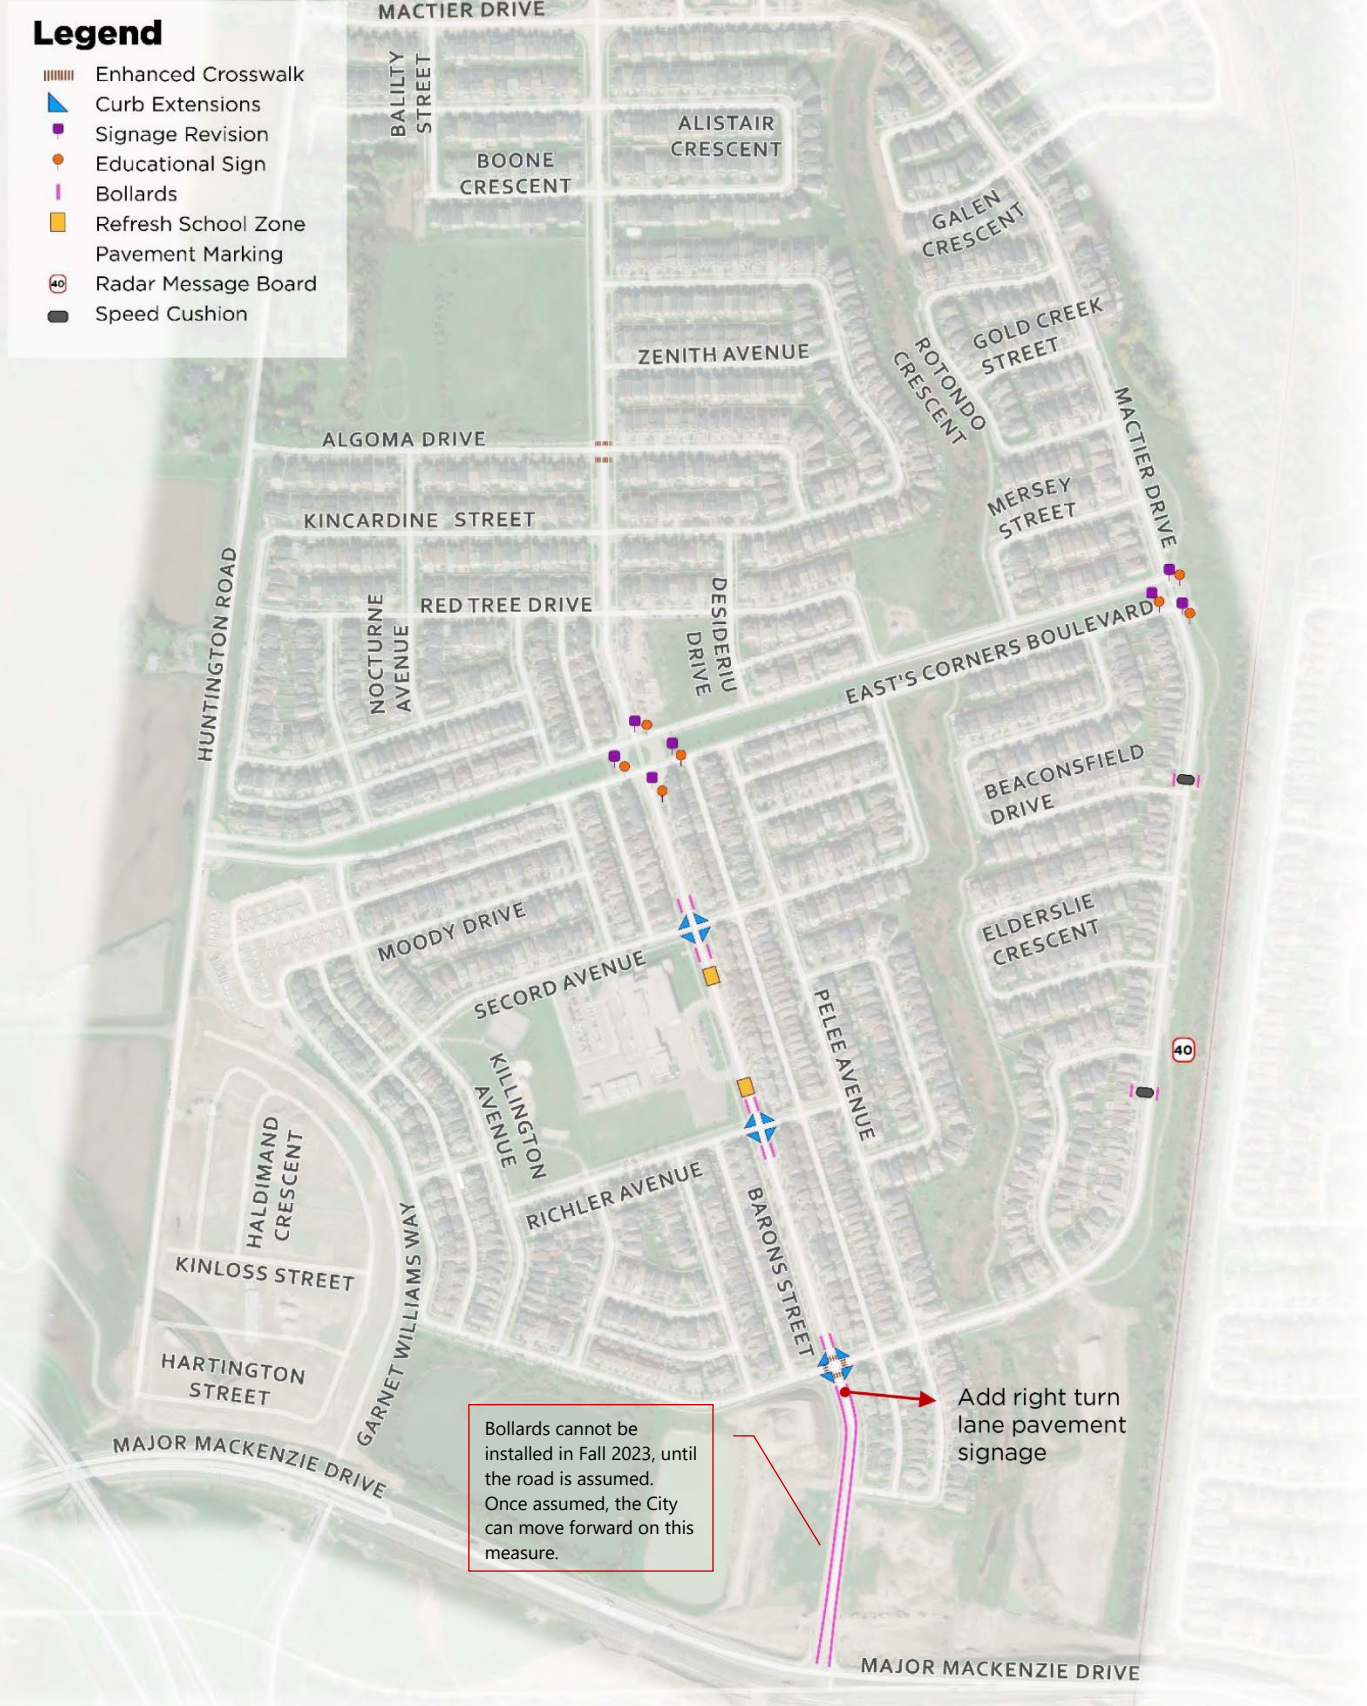 Legend
Enhanced Crosswalk
Curb Extensions
Signage Revision
Educational Sign
Bollards
Refresh School Zone
Pavement Marking
40
Radar Message Board
Speed Cushion
MACTIER DRIVE
BALILTY
STREET
ALISTAIR
CRESCENT
BOONE
CRESCENT
GALEN
CRESCENT
GOLD CREEK
STREET
ROTONDO
CRESCENT
ZENITH AVENUE
MACTIER DRIVE
ALGOMA DRIVE
MERSEY
STREET
KINCARDINE STREET
HUNTINGTON ROAD
RED TREE DRIVE
NOCTURNE
AVENUE
DESIDERIU
DRIVE
EAST'S CORNERS BOULEVARD
BEACONSFIELD
DRIVE
MOODY DRIVE
ELDERSLIE
CRESCENT
SECORD AVENUE
PELEE AVENUE
40
KILLINGTON
AVENUE
HALDIMAND
CRESCENT
RICHLER AVENUE
BARONS STREET
KINLOSS STREET
GARNET WILLIAMS WAY
HARTINGTON
STREET
Add right turn
lane pavement
signage
Bollards cannot be
installed in Fall 2023, until
the road is assumed.
Once assumed, the City
can move forward on this
measure.
MAJOR MACKENZIE DRIVE
MAJOR MACKENZIE DRIVE